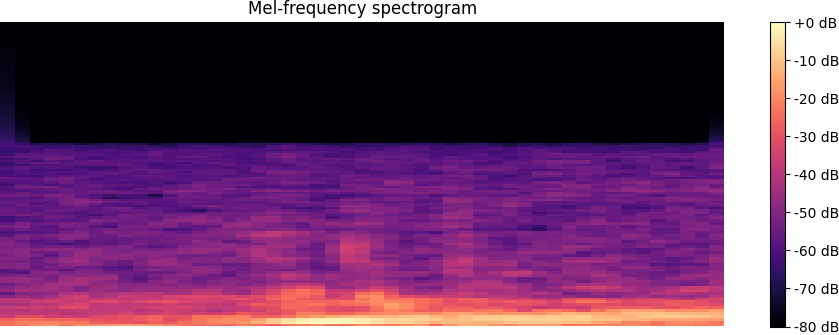 Mel-frequency spectrogram
+0 dB
-10 dB
-20 dB
-30 dB
-40 dB
-50 dB
-60 dB
-70 dB
-80 dB